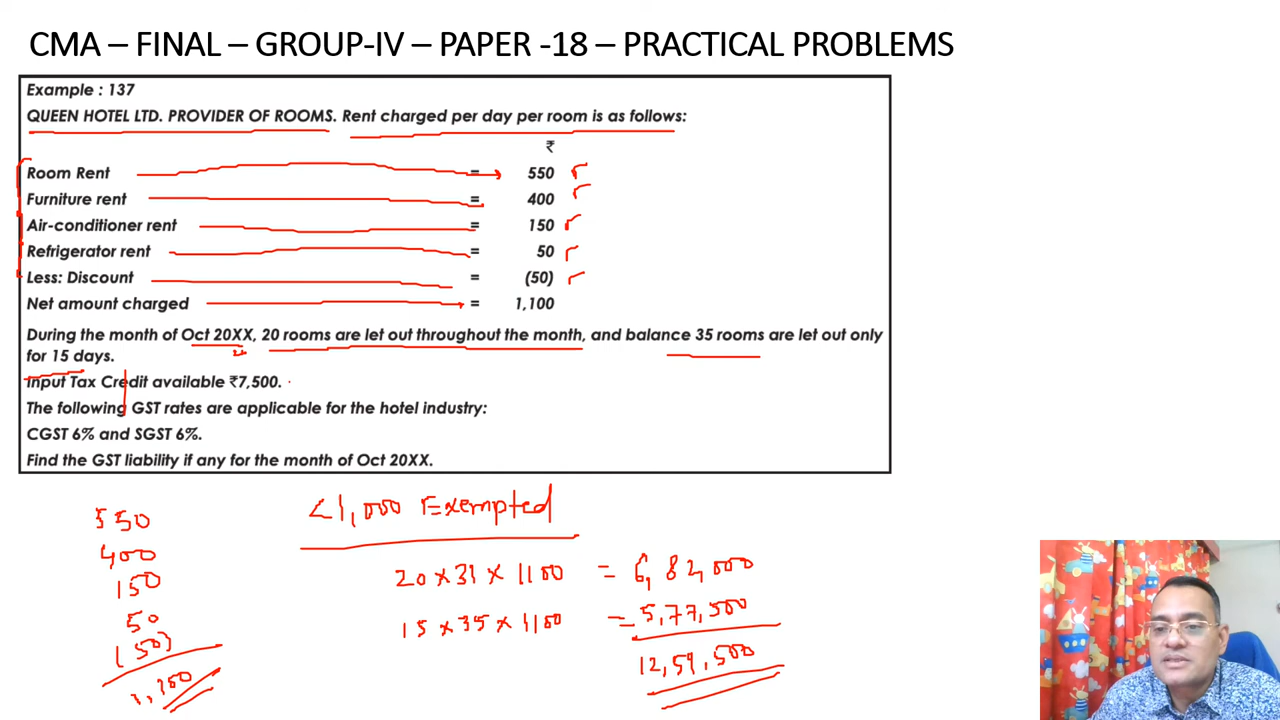 CMA – FINAL – GROUP-IV – PAPER -18 – PRACTICAL PROBLEMS
Example : 137
QUEEN HOTEL LTD. PROVIDER OF ROOMS. Rent charged per day per room is as follows:
₹
Room Rent = 550
Furniture rent = 400
Air-conditioner rent = 150
Refrigerator rent = 50
Less: Discount = (50)
Net amount charged = 1,100
During the month of Oct 20XX, 20 rooms are let out throughout the month, and balance 35 rooms are let out only
for 15 days.
Input Tax Credit available ₹7,500.
The following GST rates are applicable for the hotel industry:
CGST 6% and SGST 6%.
Find the GST liability if any for the month of Oct 20XX.
550
400
150
50
(50)
1,100
<1,000 Exempted
20 × 31 × 1100 = 6,82,000
15 × 35 × 1100 = 5,77,500
12,59,500